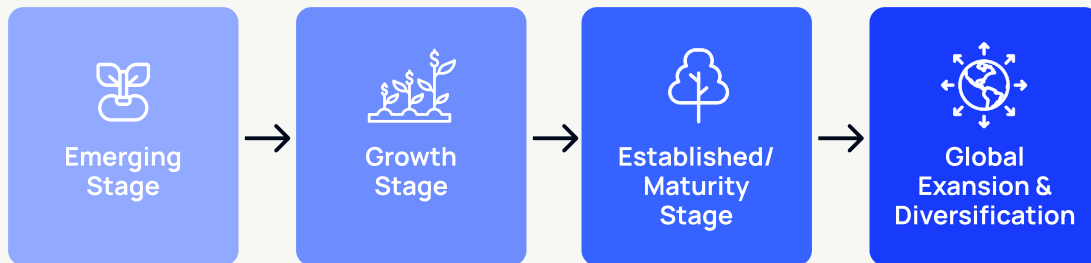 Emerging
Stage
Growth
Stage
Established/
Maturity
Stage
Global
Exansion &
Diversification